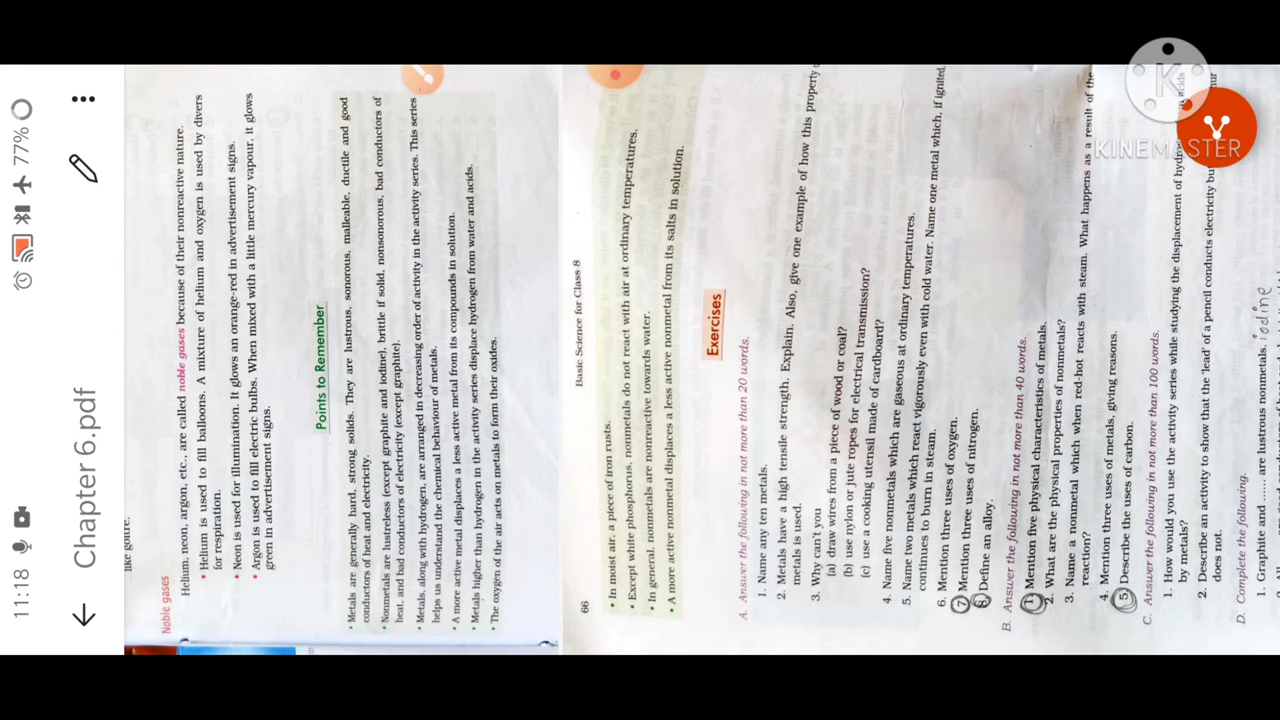 11:18
77%
Chapter 6.pdf
like goitre.
Noble gases
Helium, neon, argon, etc., are called noble gases because of their nonreactive nature.
• Helium is used to fill balloons. A mixture of helium and oxygen is used by divers
for respiration.
• Neon is used for illumination. It glows an orange-red in advertisement signs.
• Argon is used to fill electric bulbs. When mixed with a little mercury vapour, it glows
green in advertisement signs.
Points to Remember
• Metals are generally hard, strong solids. They are lustrous, sonorous, malleable, ductile and good
conductors of heat and electricity.
• Nonmetals are lustreless (except graphite and iodine), brittle if solid, nonsonorous, bad conductors of
heat, and bad conductors of electricity (except graphite).
• Metals, along with hydrogen, are arranged in decreasing order of activity in the activity series. This series
helps us understand the chemical behaviour of metals.
• A more active metal displaces a less active metal from its compounds in solution.
• Metals higher than hydrogen in the activity series displace hydrogen from water and acids.
• The oxygen of the air acts on metals to form their oxides.
66
Basic Science for Class 8
• In moist air, a piece of iron rusts.
• Except white phosphorus, nonmetals do not react with air at ordinary temperatures.
• In general, nonmetals are nonreactive towards water.
• A more active nonmetal displaces a less active nonmetal from its salts in solution.
Exercises
A. Answer the following in not more than 20 words.
1. Name any ten metals.
2. Metals have a high tensile strength. Explain. Also, give one example of how this property
metals is used.
3. Why can't you
(a) draw wires from a piece of wood or coal?
(b) use nylon or jute ropes for electrical transmission?
(c) use a cooking utensil made of cardboard?
4. Name five nonmetals which are gaseous at ordinary temperatures.
5. Name two metals which react vigorously even with cold water. Name one metal which, if ignited,
continues to burn in steam.
6. Mention three uses of oxygen.
7. Mention three uses of nitrogen.
8. Define an alloy.
B. Answer the following in not more than 40 words.
1. Mention five physical characteristics of metals.
2. What are the physical properties of nonmetals?
3. Name a nonmetal which when red-hot reacts with steam. What happens as a result of the
reaction?
4. Mention three uses of metals, giving reasons.
5. Describe the uses of carbon.
C. Answer the following in not more than 100 words.
1. How would you use the activity series while studying the displacement of
by metals?
2. Describe an activity to show that the 'lead' of a pencil conducts electricity
does not.
D. Complete the following.
1. Graphite and ....... are lustrous nonmetals. iodine
K
KINEMASTER